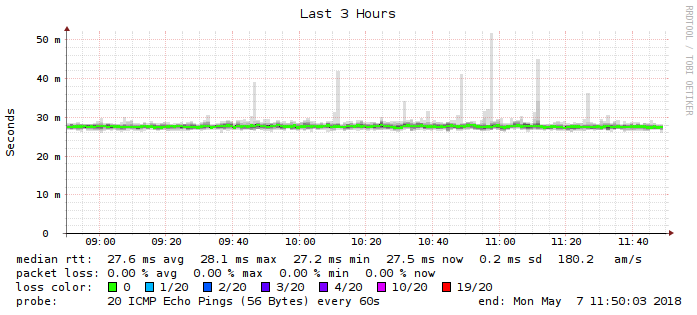 Last 3 Hours
RRDTOOL / TOBI OETIKER
Seconds
50 m
40 m
30 m
20 m
10 m
0
09:00 09:20 09:40 10:00 10:20 10:40 11:00 11:20 11:40
median rtt: 27.6 ms avg 28.1 ms max 27.2 ms min 27.5 ms now 0.2 ms sd 180.2 am/s
packet loss: 0.00 % avg 0.00 % max 0.00 % min 0.00 % now
loss color: 0 1/20 2/20 3/20 4/20 10/20 19/20
probe: 20 ICMP Echo Pings (56 Bytes) every 60s end: Mon May 7 11:50:03 2018